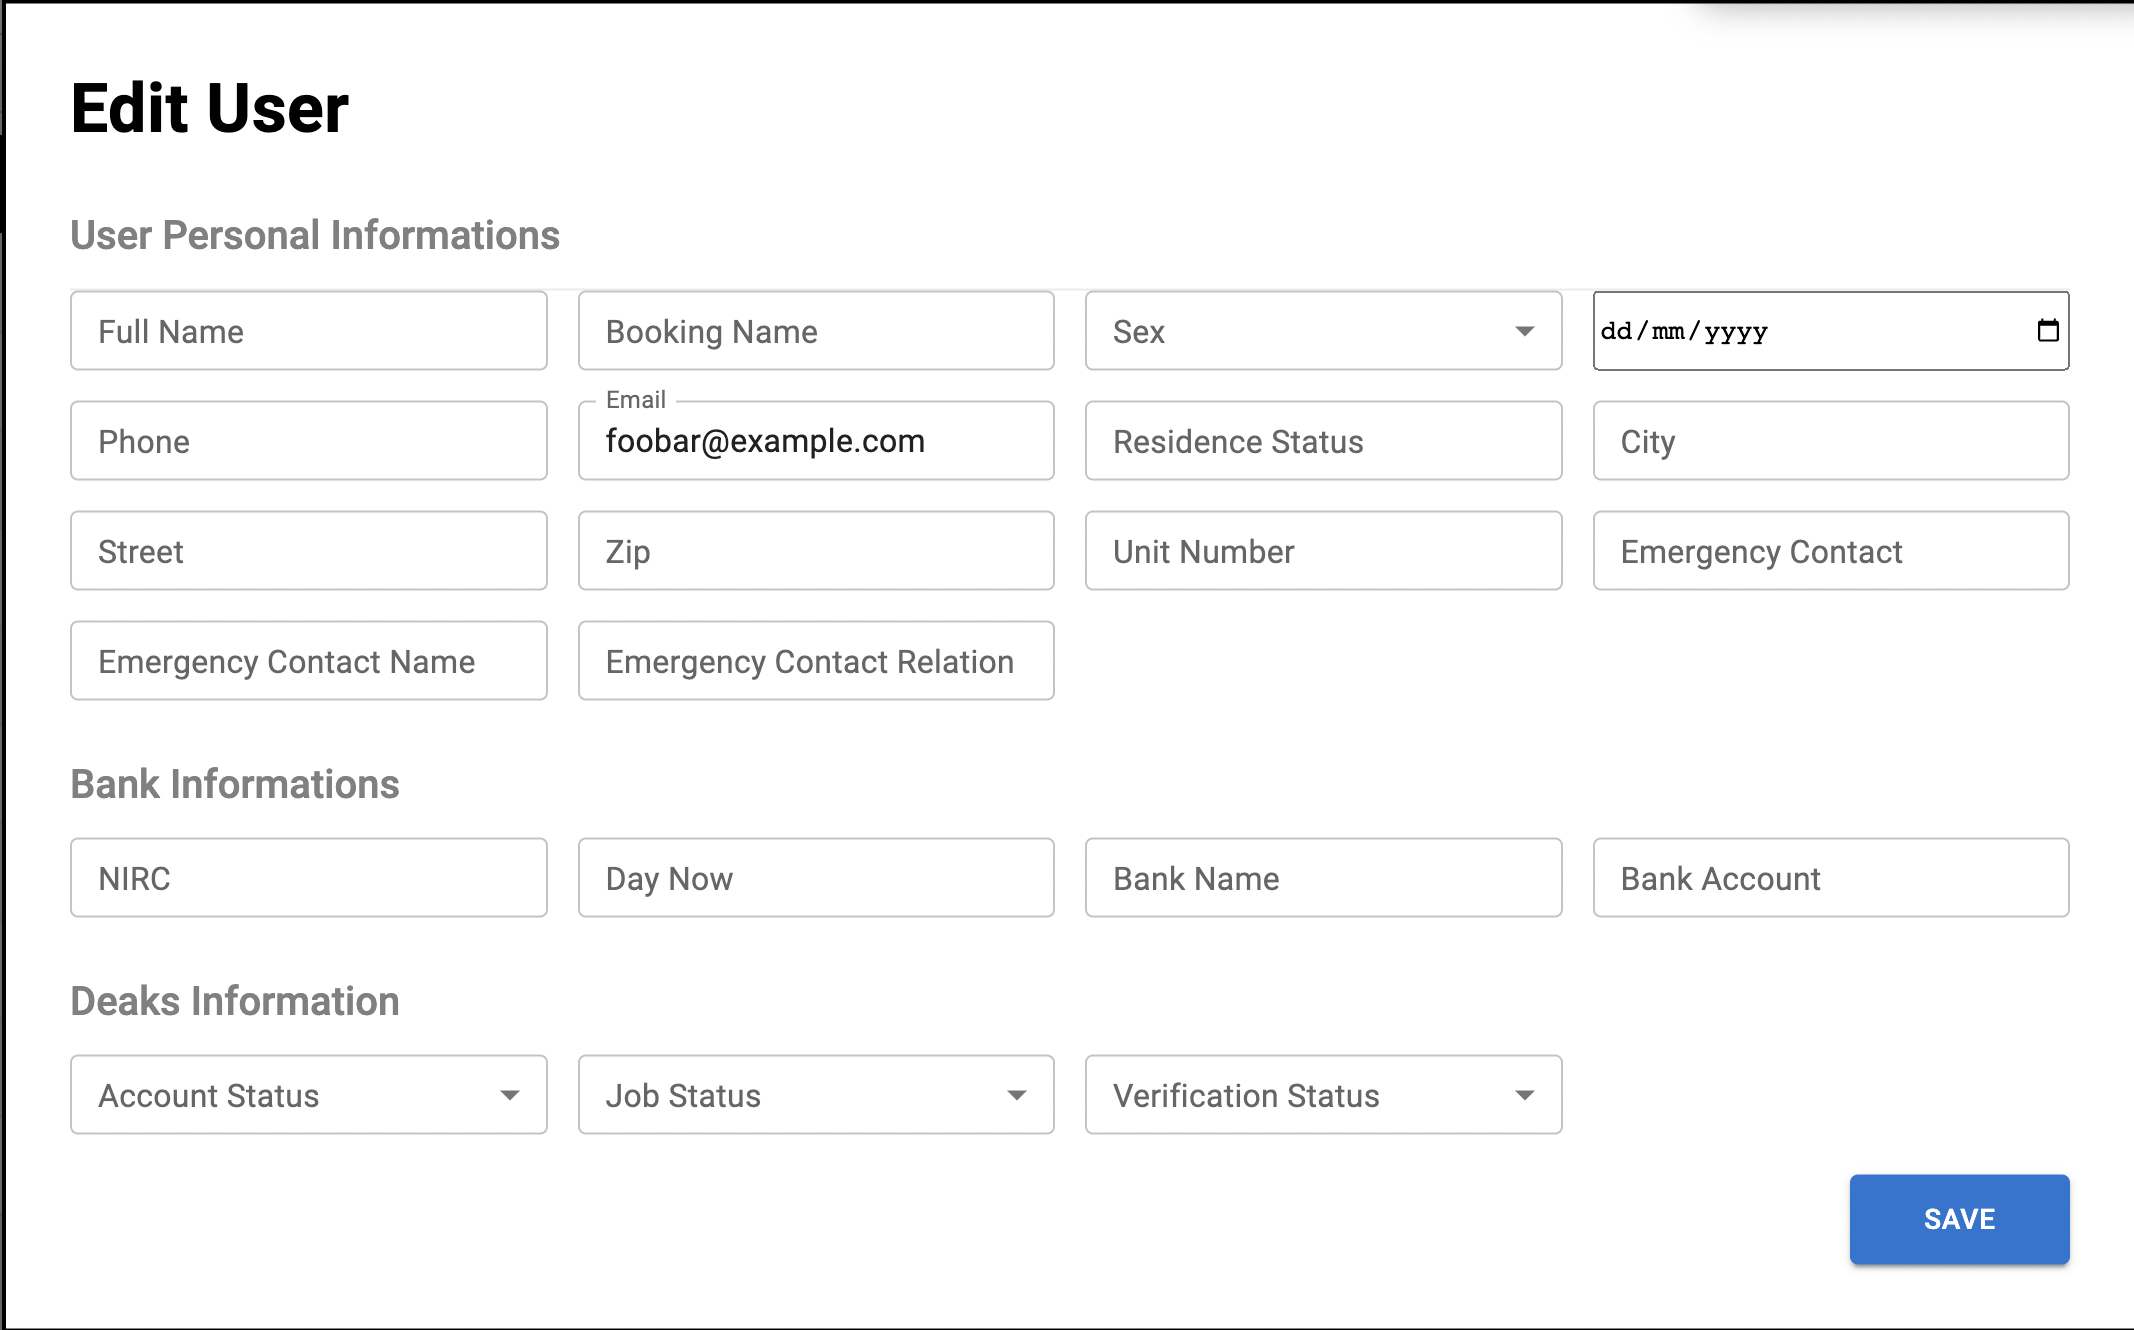 Edit User
User Personal Informations
Full Name
Booking Name
Sex
dd/mm/yyyy
Phone
Email
foobar@example.com
Residence Status
City
Street
Zip
Unit Number
Emergency Contact
Emergency Contact Name
Emergency Contact Relation
Bank Informations
NIRC
Day Now
Bank Name
Bank Account
Deaks Information
Account Status
Job Status
Verification Status
SAVE